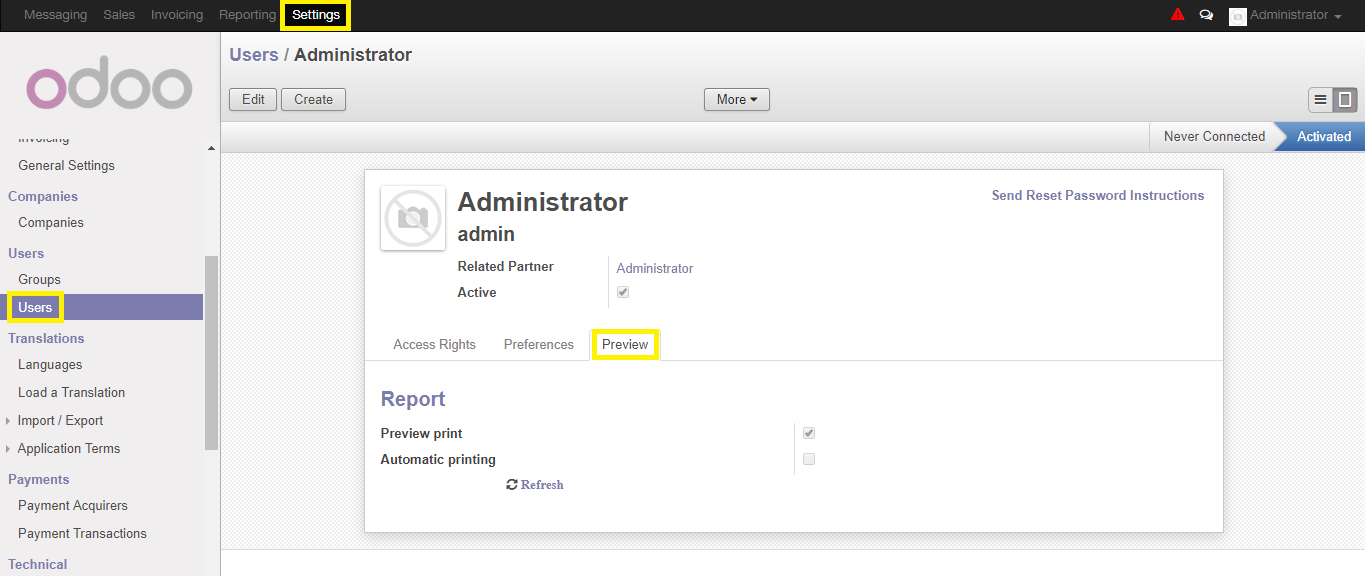 Messaging Sales Invoicing Reporting Settings Administrator
odoo
Invoicing
General Settings
Companies
Companies
Users
Groups
Users
Translations
Languages
Load a Translation
Import / Export
Application Terms
Payments
Payment Acquirers
Payment Transactions
Technical
Users / Administrator
Edit Create More
Never Connected Activated
Administrator
Send Reset Password Instructions
admin
Related Partner Administrator
Active
Access Rights Preferences Preview
Report
Preview print
Automatic printing
Refresh